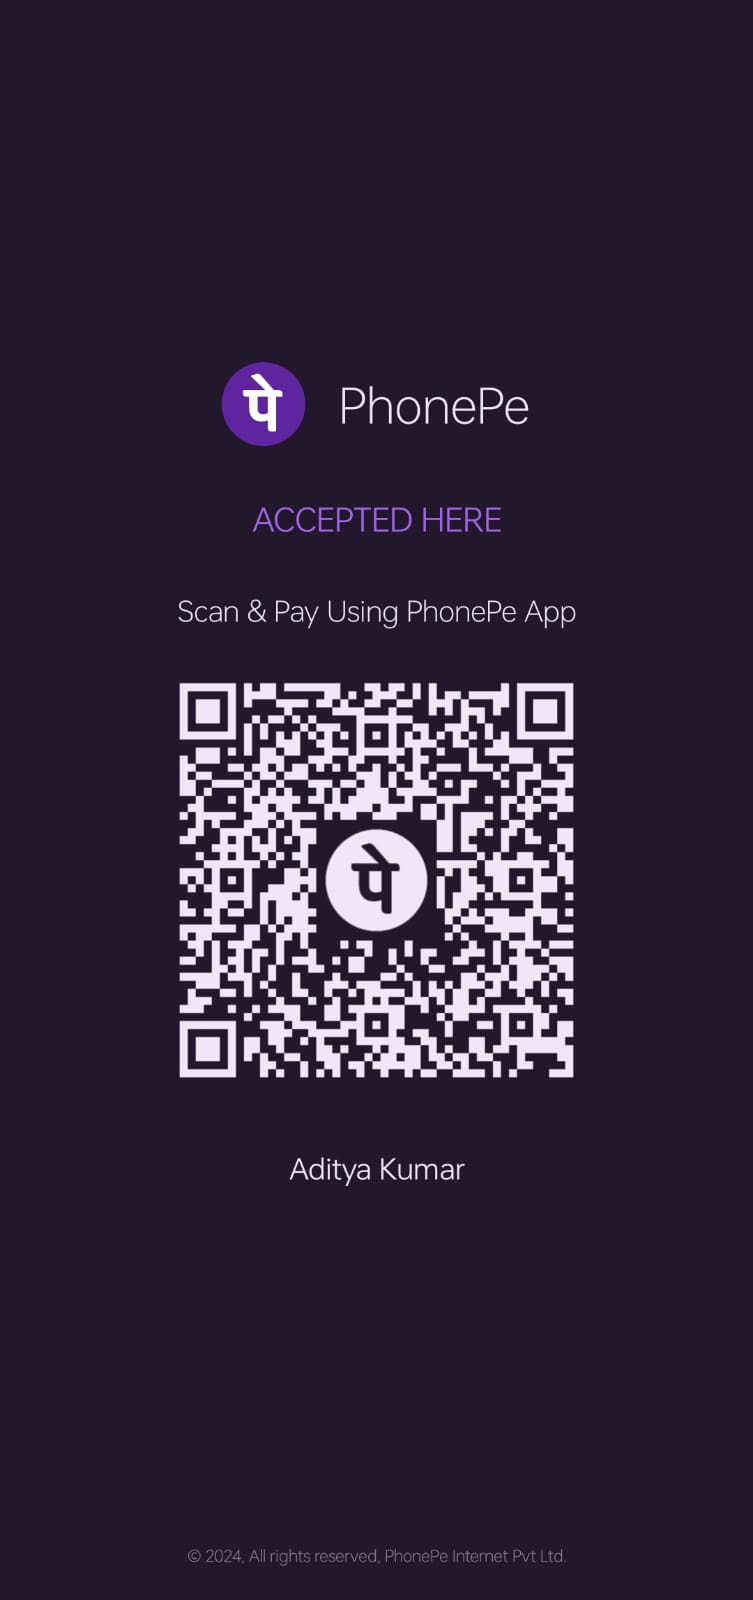 पे PhonePe
ACCEPTED HERE
Scan & Pay Using PhonePe App
पे
Aditya Kumar
© 2024, All rights reserved, PhonePe Internet Pvt Ltd.